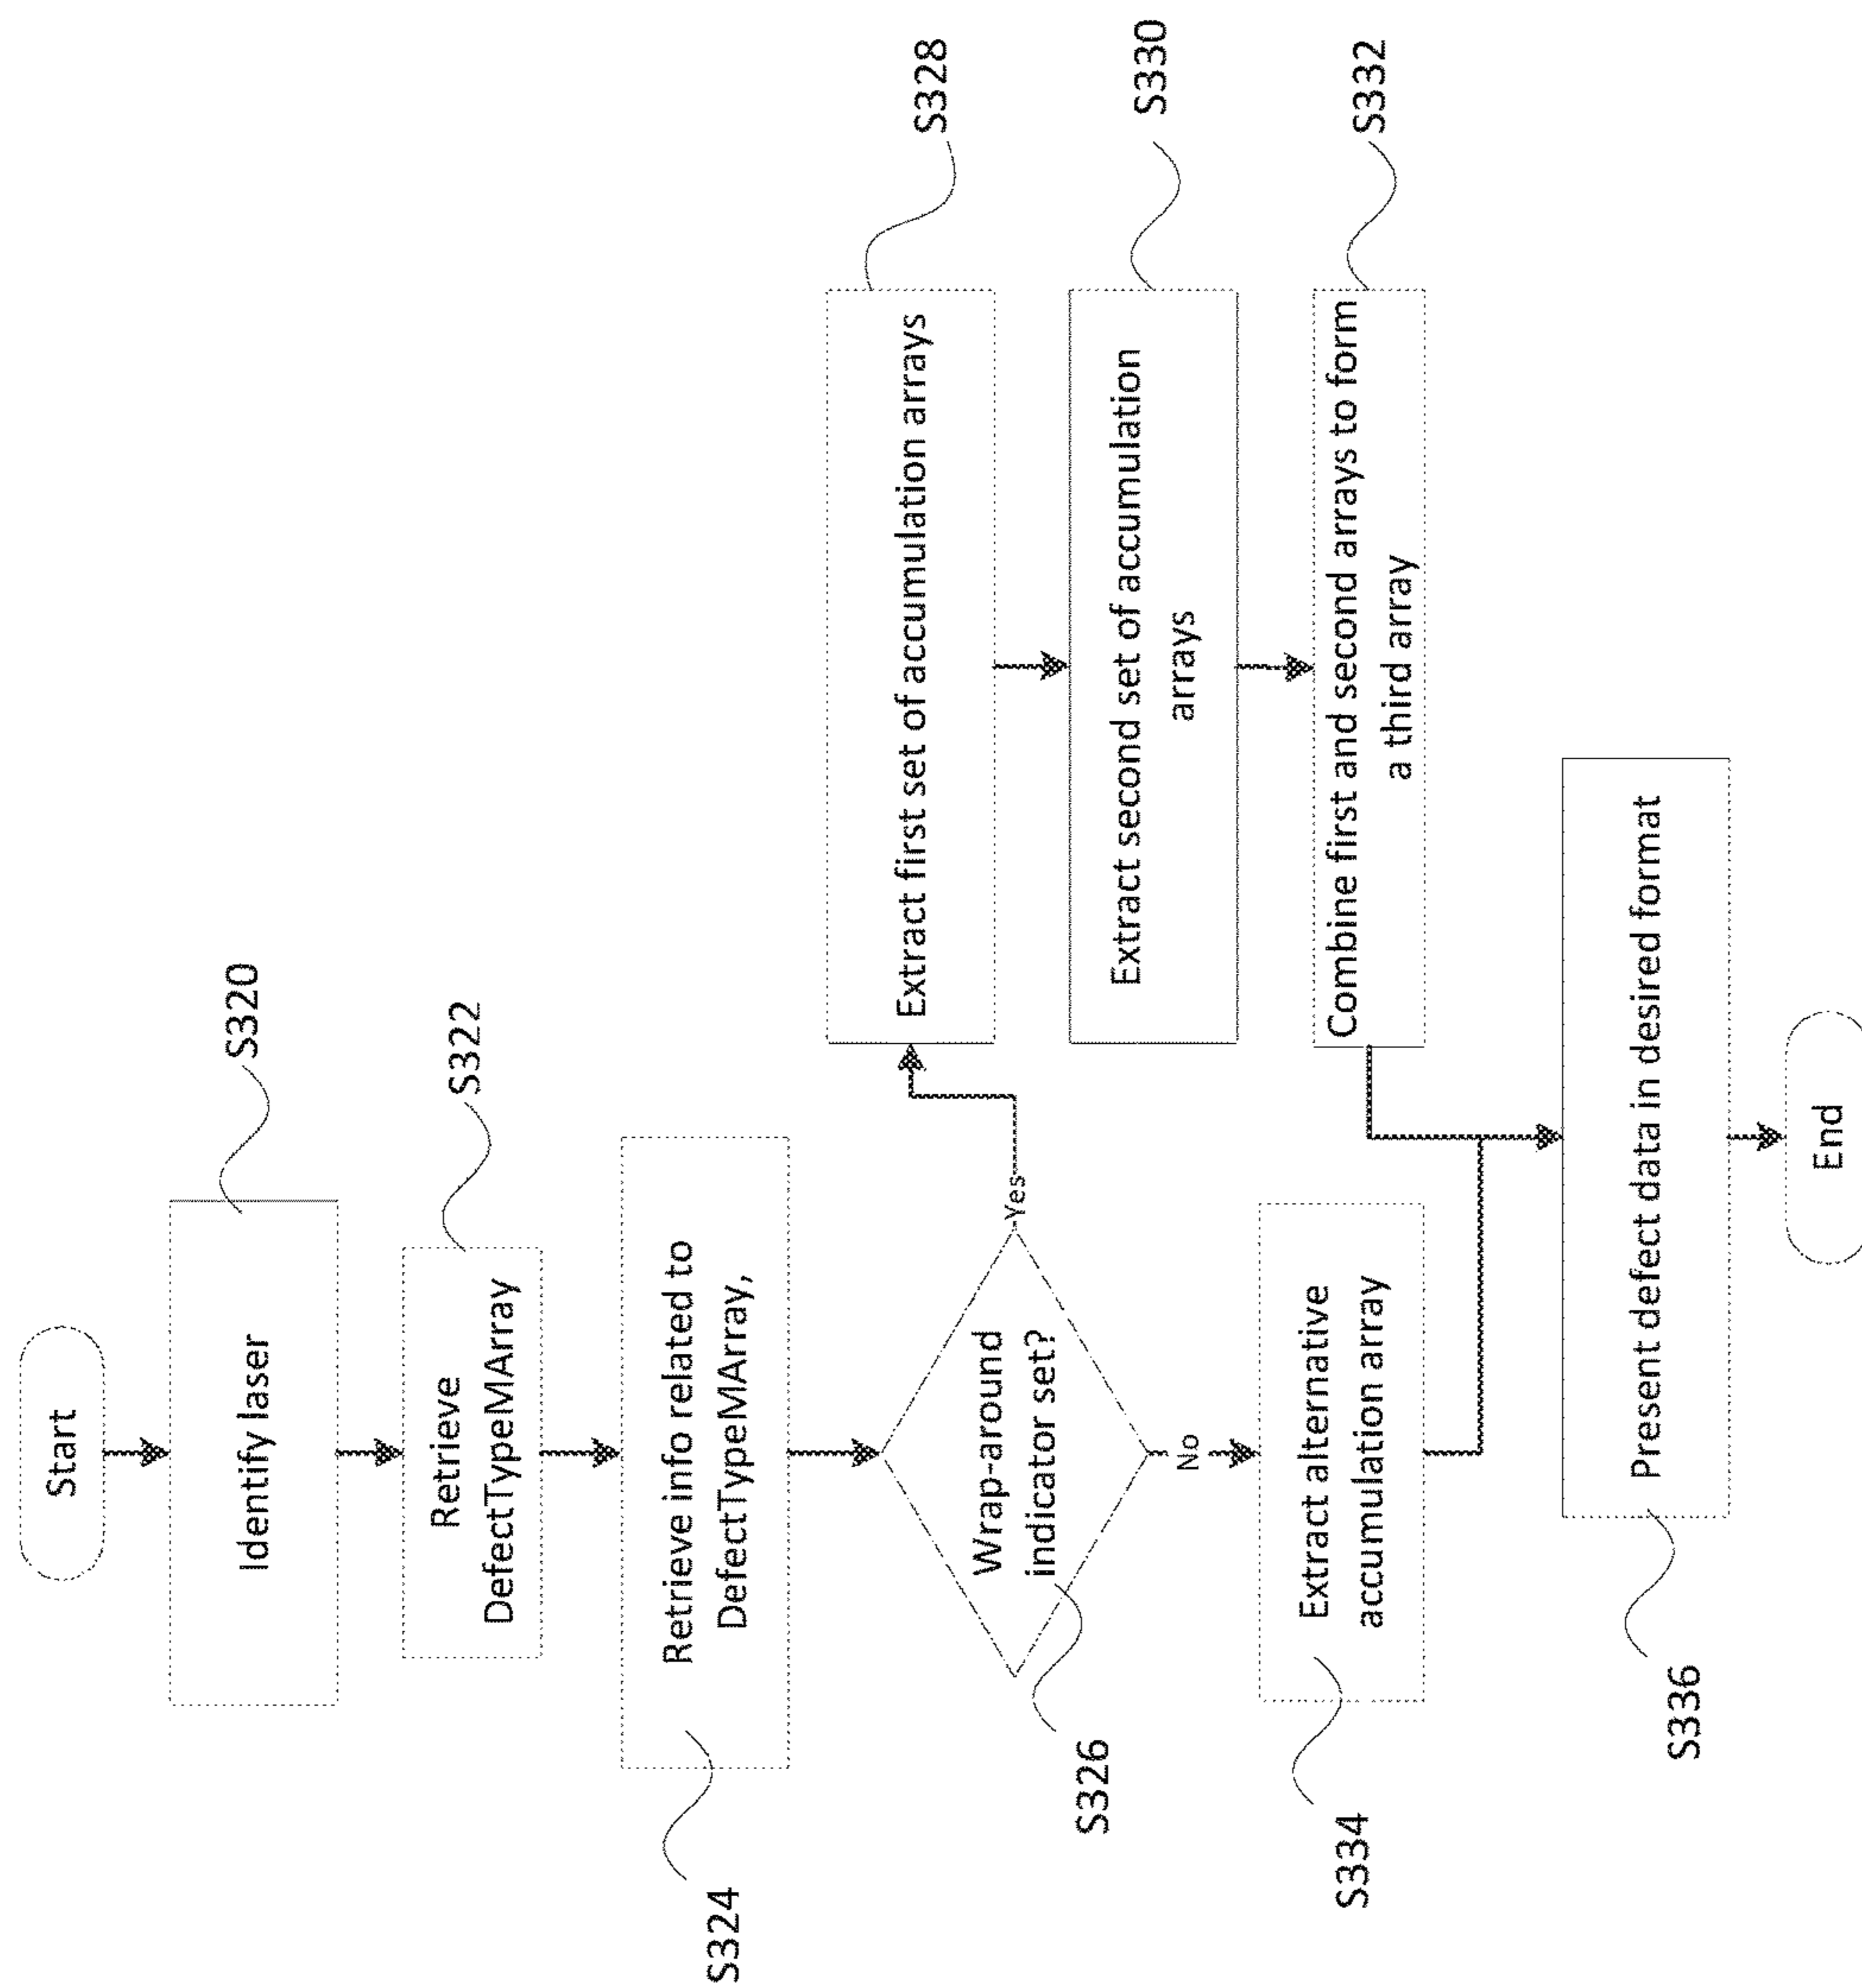 Start
Identify laser
S320
Retrieve
DefectTypeMArray
S322
Retrieve info related to
DefectTypeMArray,
S324
Wrap-around
indicator set?
S326
Yes
Extract first set of accumulation arrays
S328
Extract second set of accumulation
arrays
S330
Combine first and second arrays to form
a third array
S332
No
Extract alternative
accumulation array
S334
Present defect data in desired format
S336
End